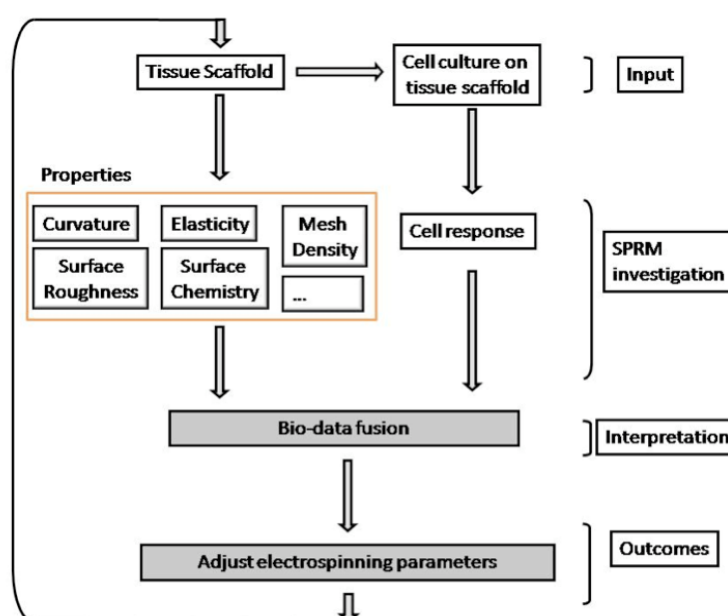 Tissue Scaffold
Cell culture on
tissue scaffold
Input
Properties
Curvature
Elasticity
Mesh
Density
Surface
Roughness
Surface
Chemistry
...
Cell response
SPRM
investigation
Bio-data fusion
Interpretation
Adjust electrospinning parameters
Outcomes